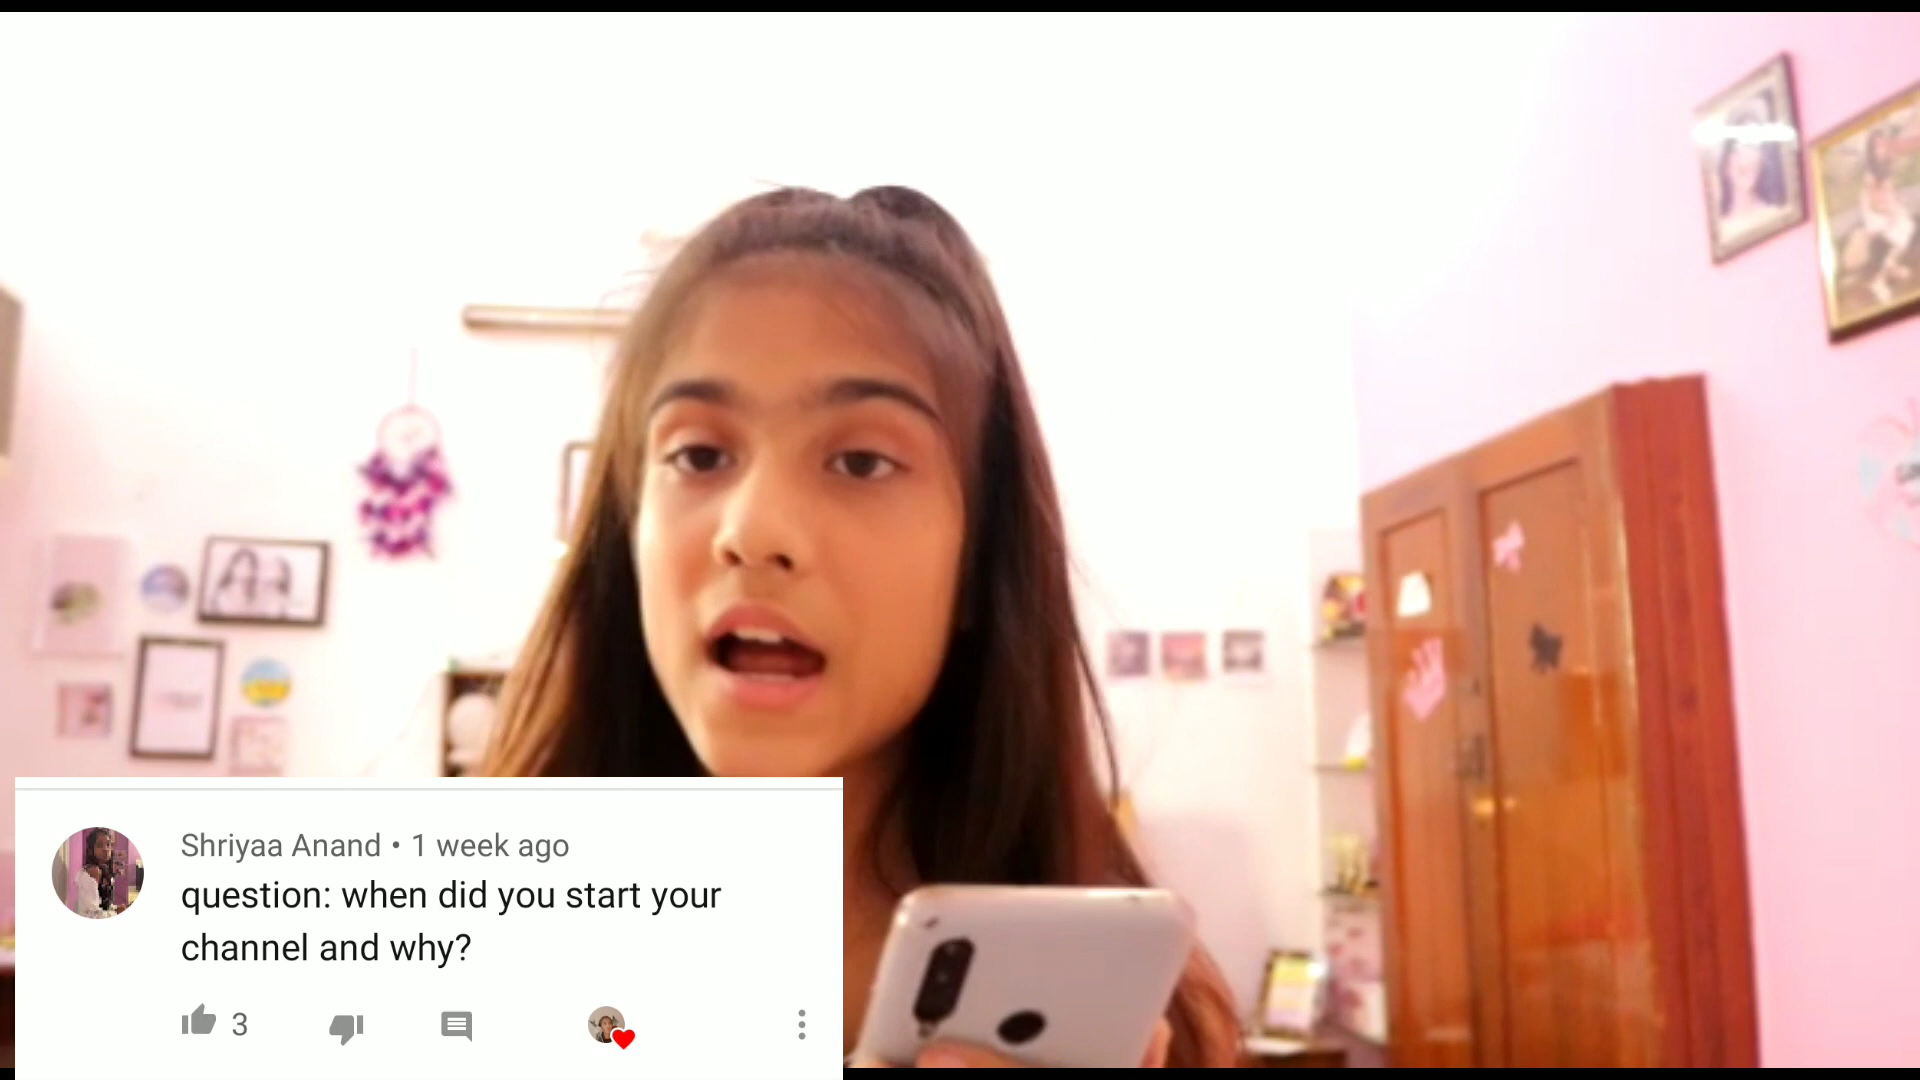 Shriyaa Anand • 1 week ago
question: when did you start your
channel and why?
3